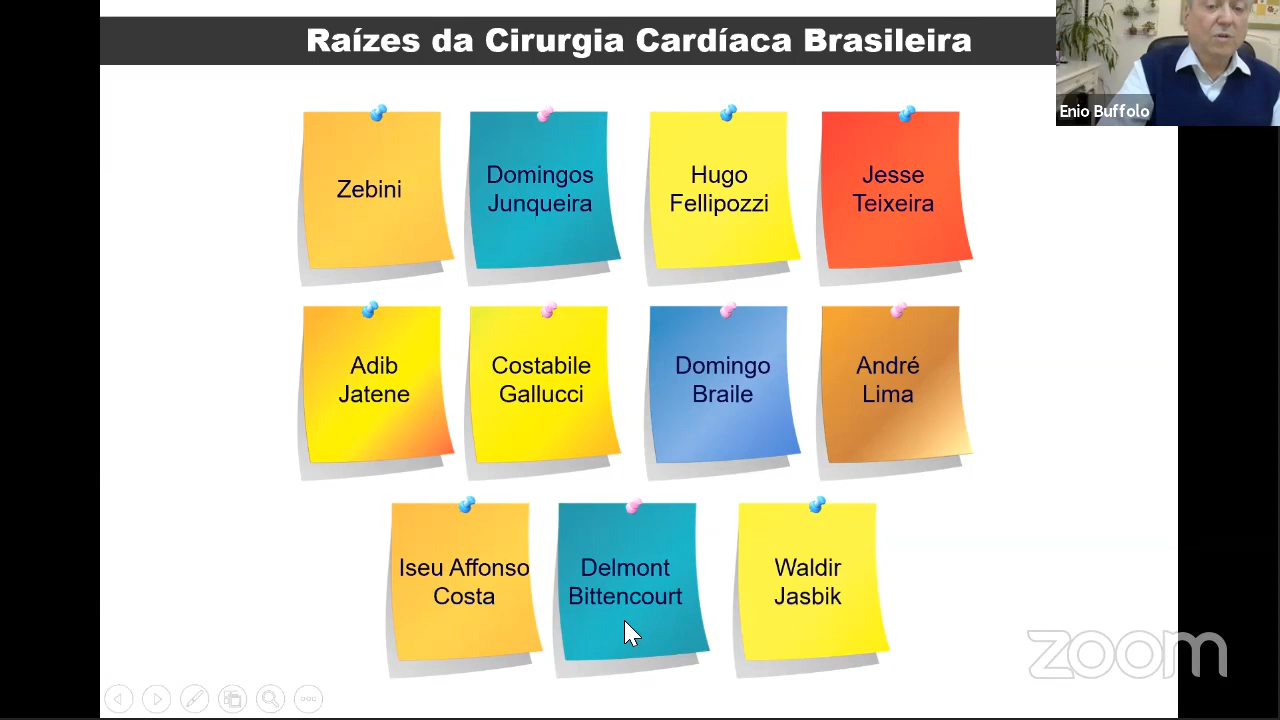 Raízes da Cirurgia Cardíaca Brasileira
Enio Buffolo
Zebini
Domingos
Junqueira
Hugo
Fellipozzi
Jesse
Teixeira
Adib
Jatene
Costabile
Gallucci
Domingo
Braile
André
Lima
Iseu Affonso
Costa
Delmont
Bittencourt
Waldir
Jasbik
zoom